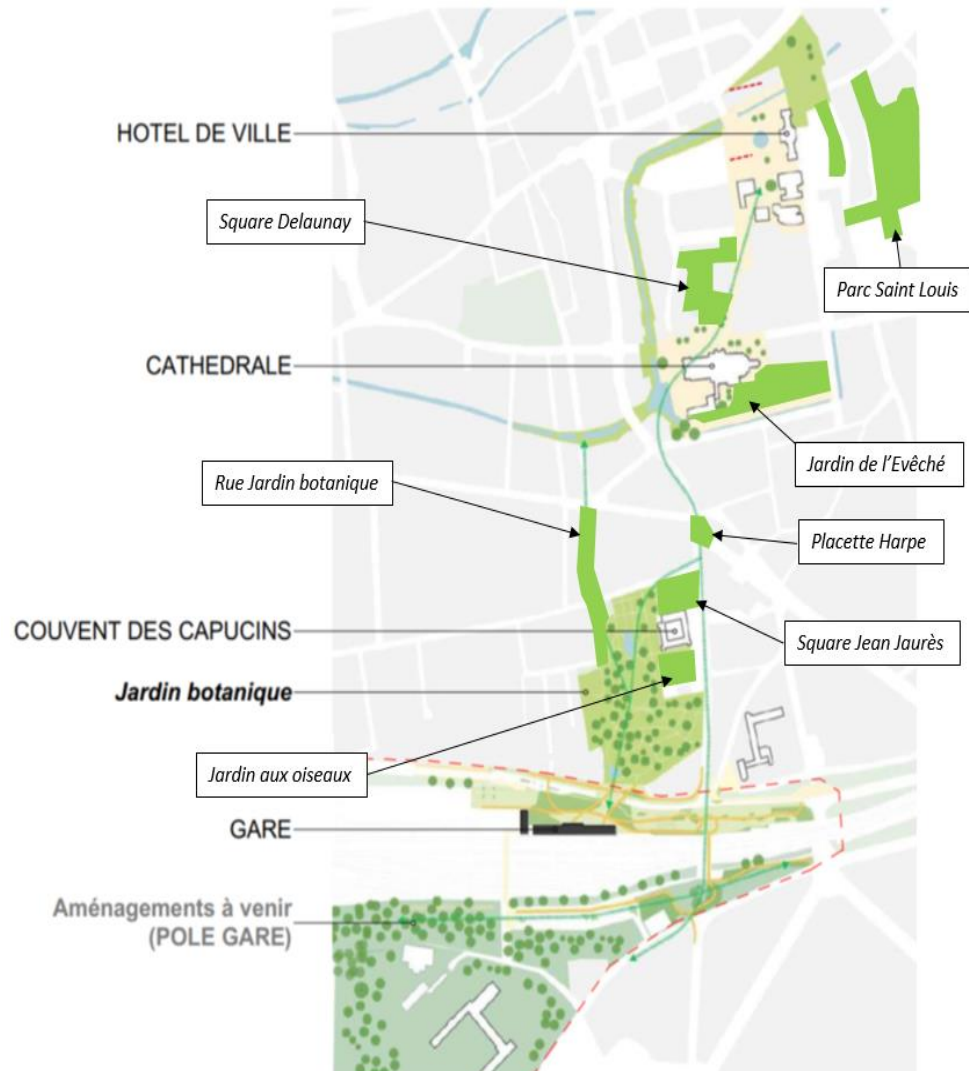 HOTEL DE VILLE
Square Delaunay
Parc Saint Louis
CATHEDRALE
Jardin de l'Evêché
Rue Jardin botanique
Placette Harpe
COUVENT DES CAPUCINS
Square Jean Jaurès
Jardin botanique
Jardin aux oiseaux
GARE
Aménagements à venir
(POLE GARE)